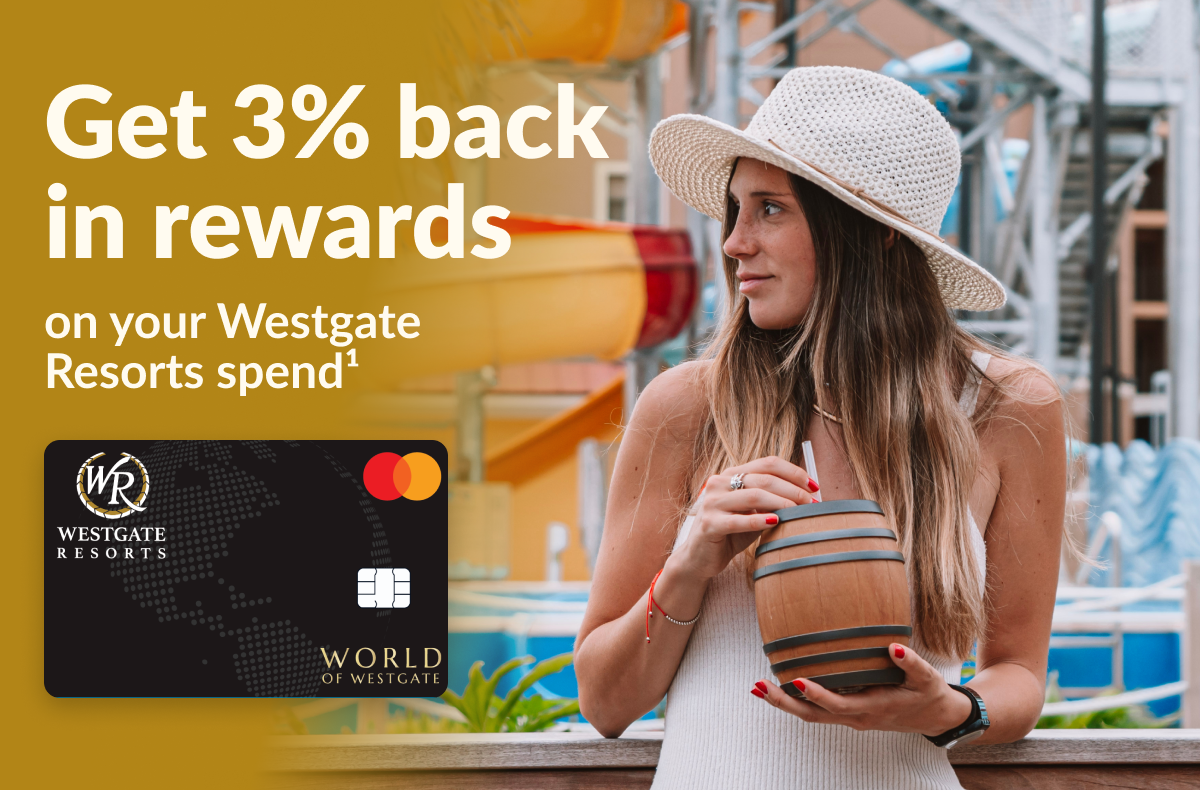 Get 3% back
in rewards
on your Westgate
Resorts spend¹
WR
WESTGATE
RESORTS
WORLD
OF WESTGATE